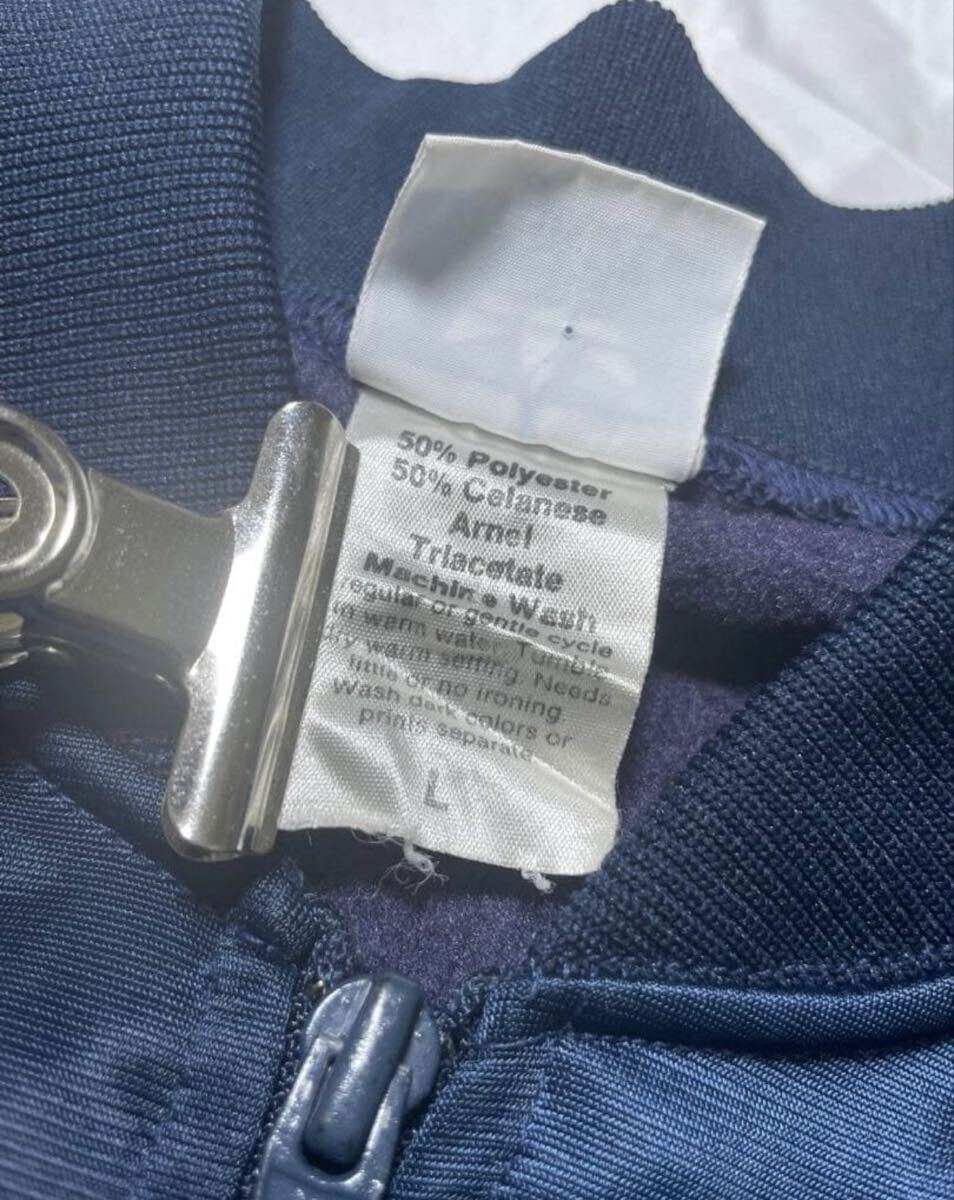 50% Polyester
50% Celanese
Arnel
Triacetate
Machine Wash
regular or gentle cycle
in warm water. Tumble
dry warm setting. Needs
little or no ironing.
Wash dark colors or
prints separate
L